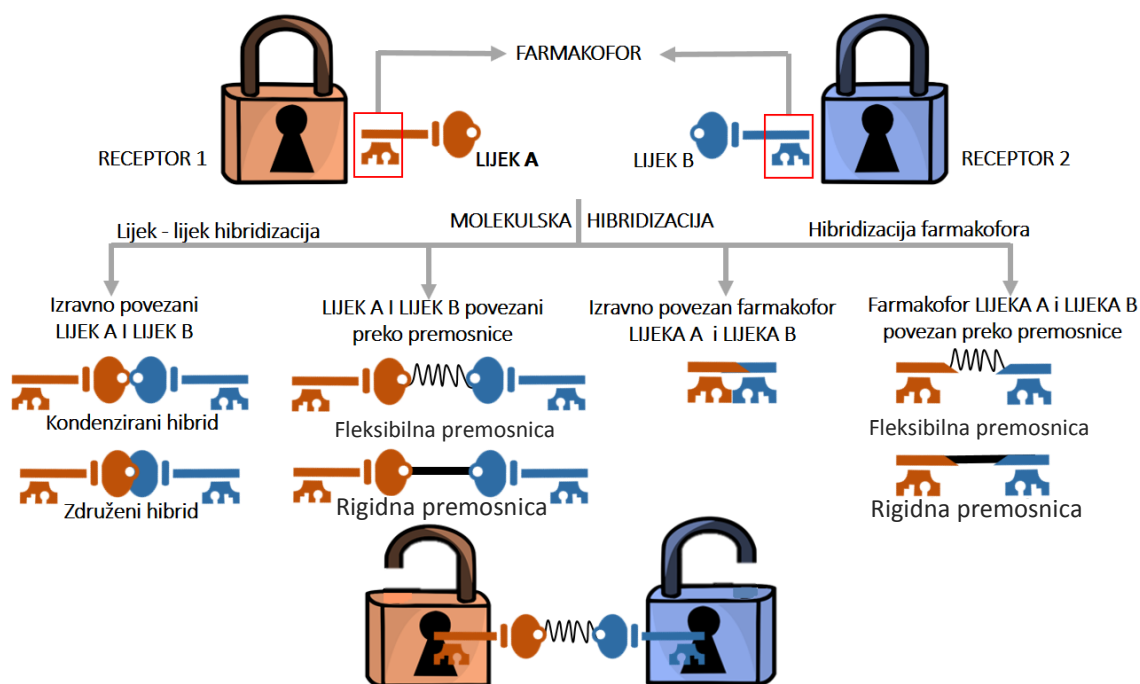 FARMAKOFOR
RECEPTOR 1
LIJEK A
LIJEK B
RECEPTOR 2
MOLEKULSKA HIBRIDIZACIJA
Lijek - lijek hibridizacija
Hibridizacija farmakofora
Izravno povezani
LIJEK A I LIJEK B
Kondenzirani hibrid
Združeni hibrid
LIJEK A I LIJEK B povezani
preko premosnice
Fleksibilna premosnica
Rigidna premosnica
Izravno povezan farmakofor
LIJEKA A i LIJEKA B
Farmakofor LIJEKA A i LIJEKA B
povezan preko premosnice
Fleksibilna premosnica
Rigidna premosnica